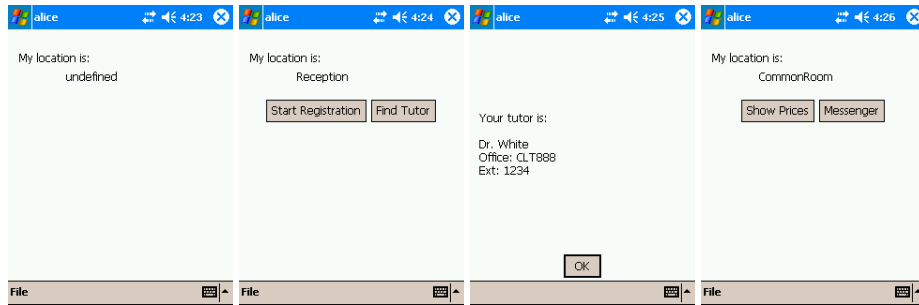 alice 4:23
My location is:
undefined
File
alice 4:24
My location is:
Reception
Start Registration Find Tutor
File
alice 4:25
Your tutor is:
Dr. White
Office: CLT888
Ext: 1234
OK
alice 4:26
My location is:
CommonRoom
Show Prices Messenger
File